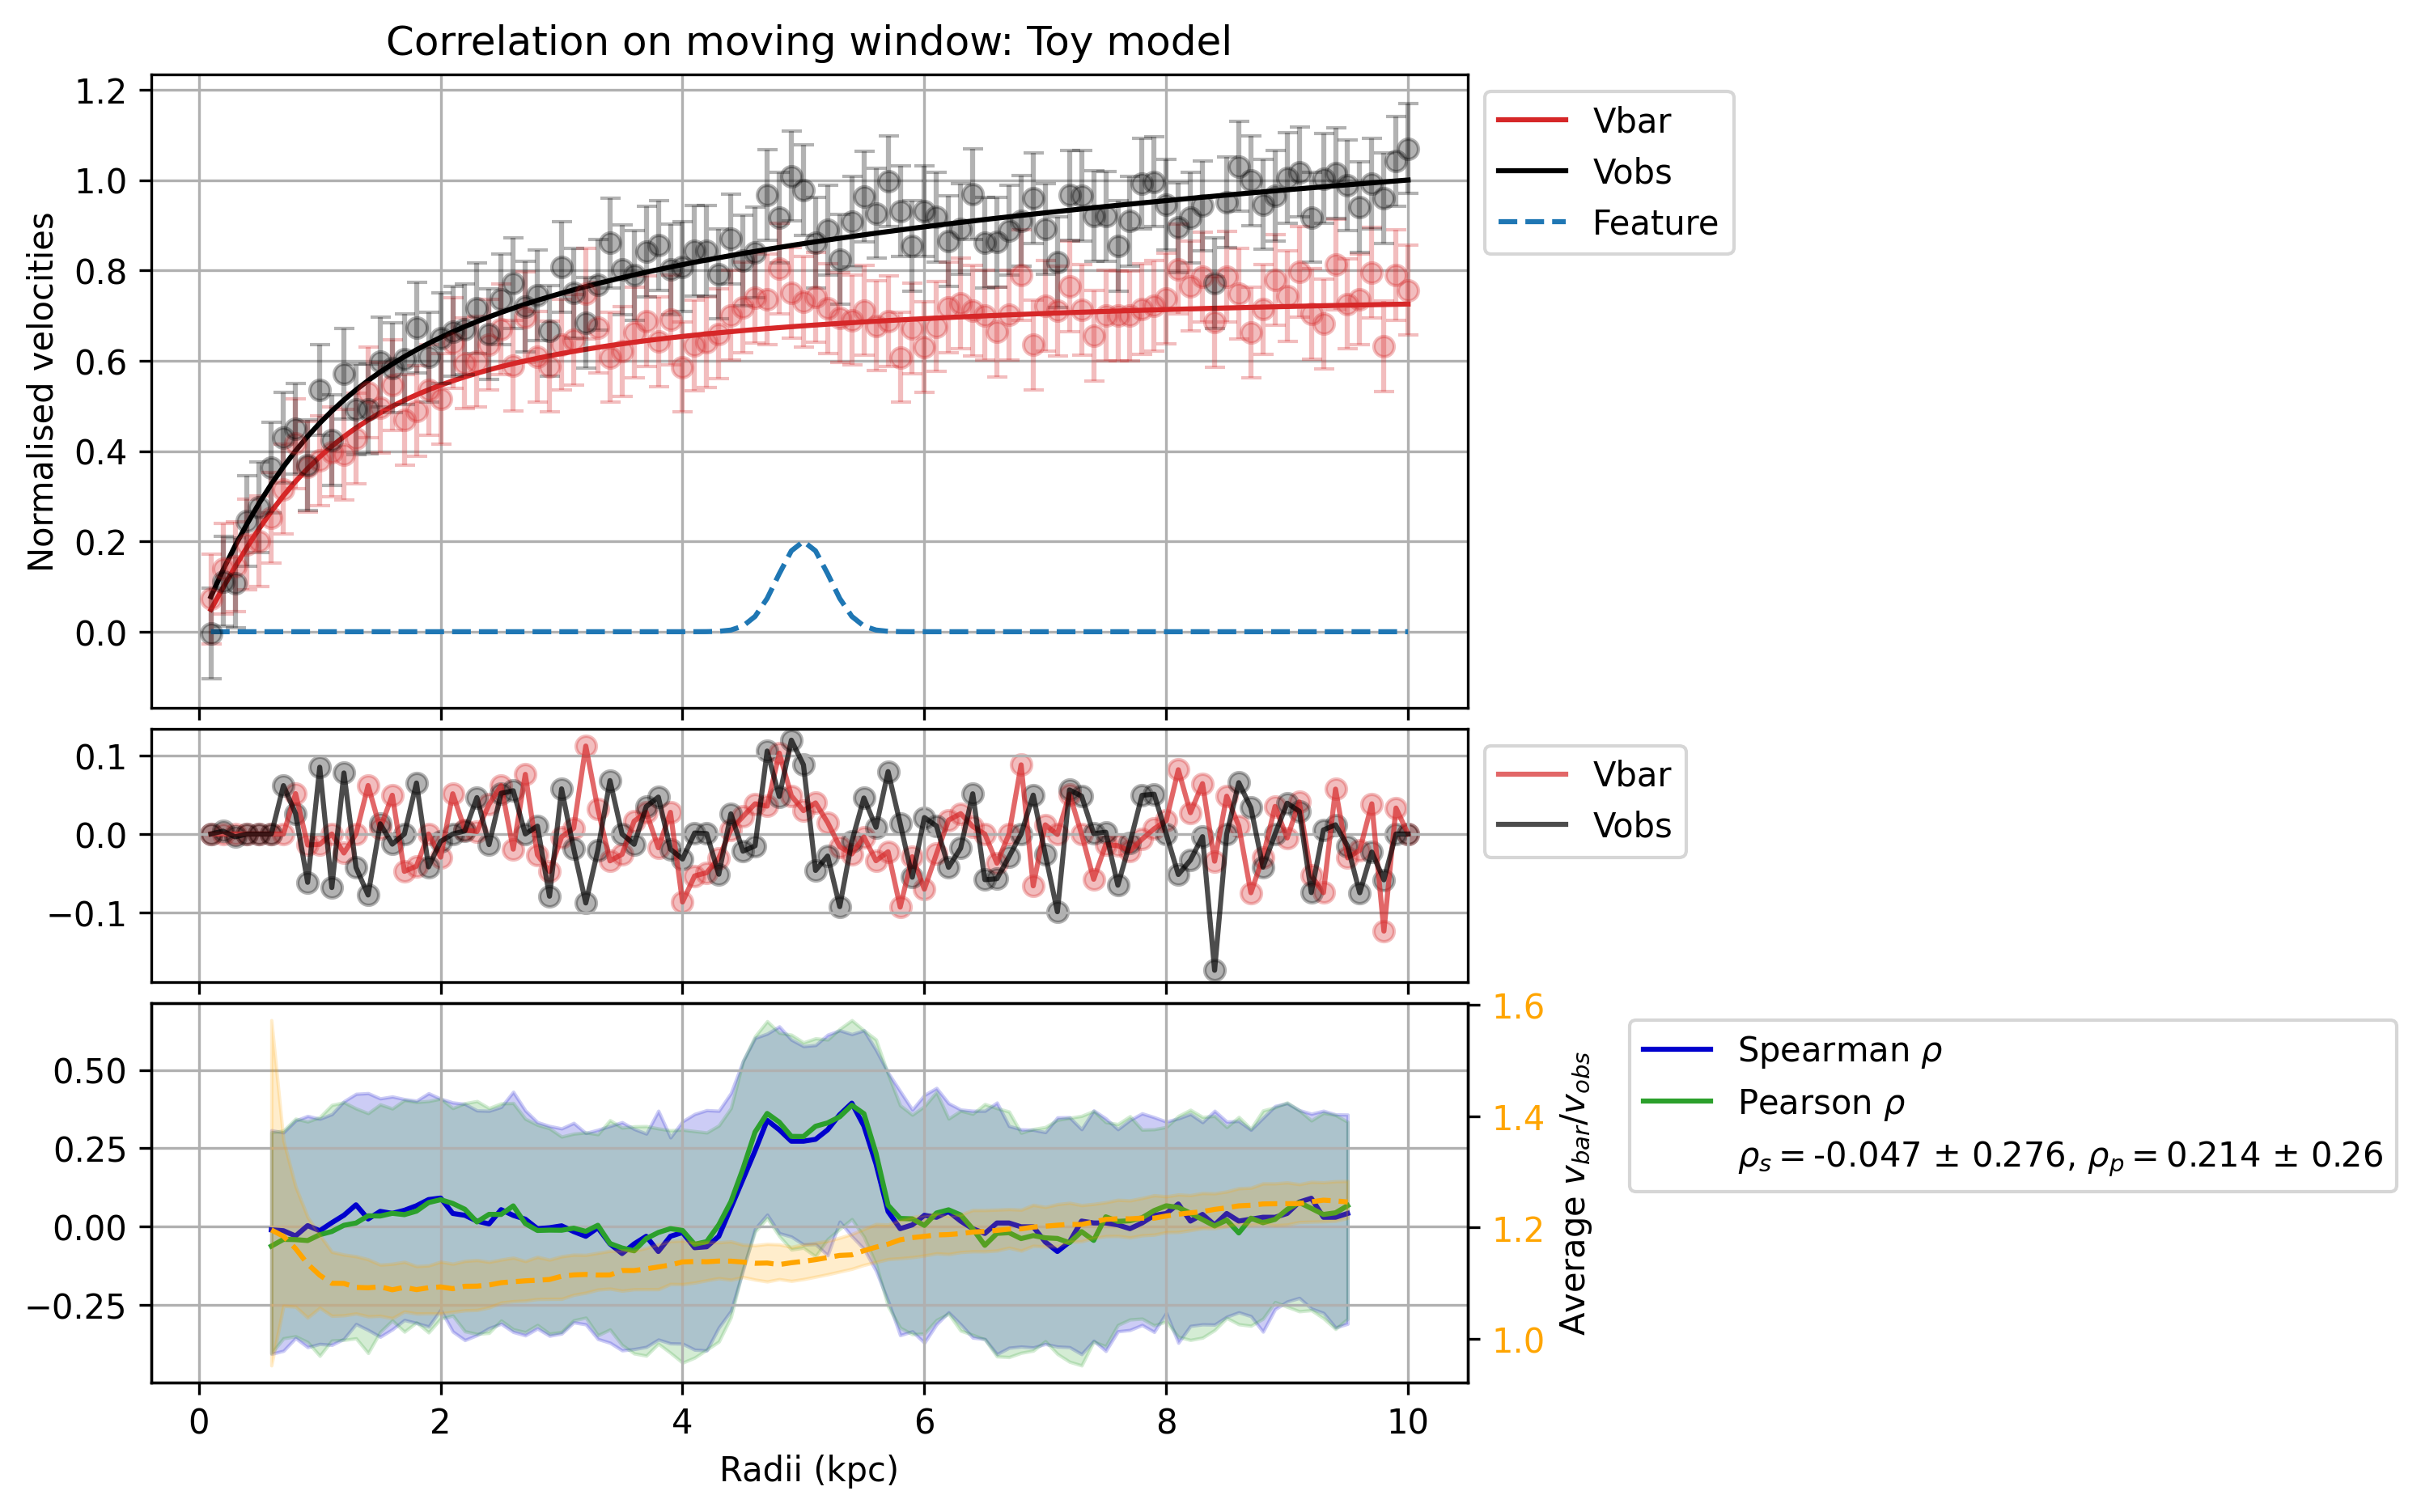 Correlation on moving window: Toy model
Normalised velocities
1.2
1.0
0.8
0.6
0.4
0.2
0.0
Vbar
Vobs
Feature
0.1
0.0
−0.1
Vbar
Vobs
0.50
0.25
0.00
−0.25
1.6
1.4
1.2
1.0
Average v_bar/v_obs
Spearman ρ
Pearson ρ
ρ_s = -0.047 ± 0.276, ρ_p = 0.214 ± 0.26
0 2 4 6 8 10
Radii (kpc)